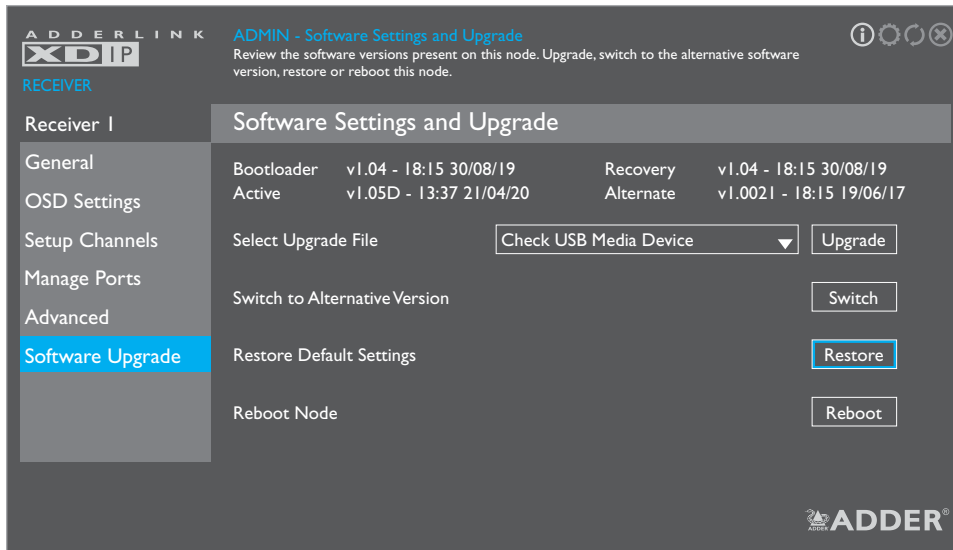 ADDERLINK
XDIP
RECEIVER
ADMIN - Software Settings and Upgrade
Review the software versions present on this node. Upgrade, switch to the alternative software
version, restore or reboot this node.
Receiver 1
General
OSD Settings
Setup Channels
Manage Ports
Advanced
Software Upgrade
Software Settings and Upgrade
Bootloader v1.04 - 18:15 30/08/19 Recovery v1.04 - 18:15 30/08/19
Active v1.05D - 13:37 21/04/20 Alternate v1.0021 - 18:15 19/06/17
Select Upgrade File Check USB Media Device Upgrade
Switch to Alternative Version Switch
Restore Default Settings Restore
Reboot Node Reboot
ADDER ADDER®